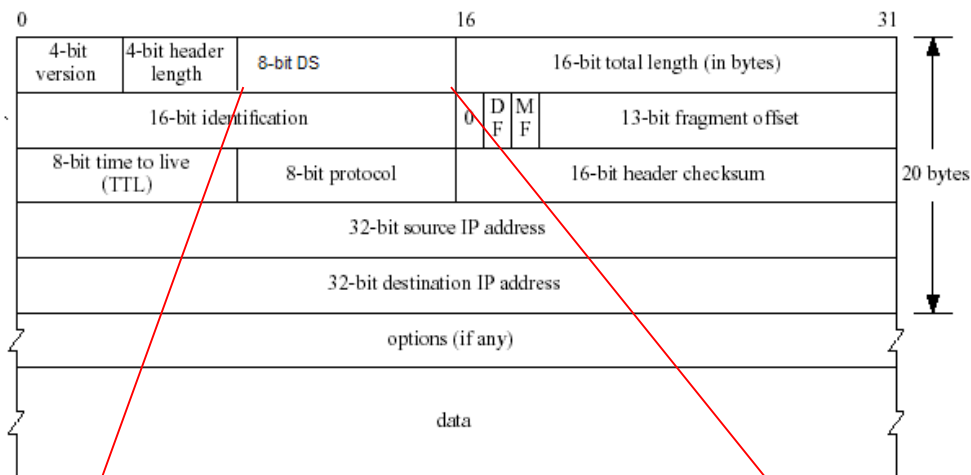 0 16 31
4-bit version
4-bit header length
8-bit DS
16-bit total length (in bytes)
16-bit identification
0
DF
MF
13-bit fragment offset
8-bit time to live
(TTL)
8-bit protocol
16-bit header checksum
20 bytes
32-bit source IP address
32-bit destination IP address
options (if any)
data